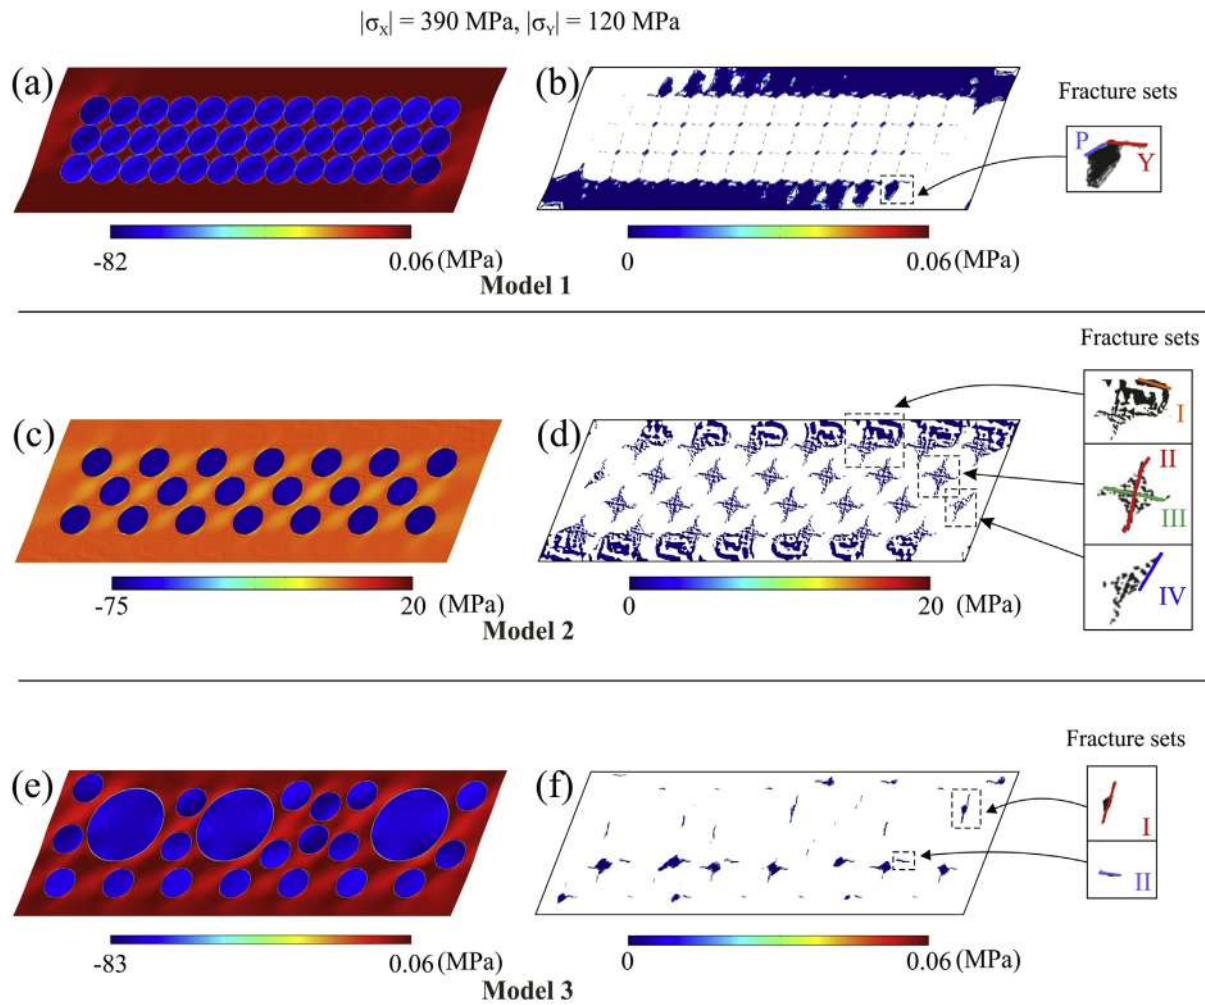 |σX| = 390 MPa, |σY| = 120 MPa
(a)
(b)
Fracture sets
P
Y
-82
0.06 (MPa)
0
0.06 (MPa)
Model 1
Fracture sets
(c)
(d)
I
II
III
IV
-75
20 (MPa)
0
20 (MPa)
Model 2
Fracture sets
(e)
(f)
I
II
-83
0.06 (MPa)
0
0.06 (MPa)
Model 3